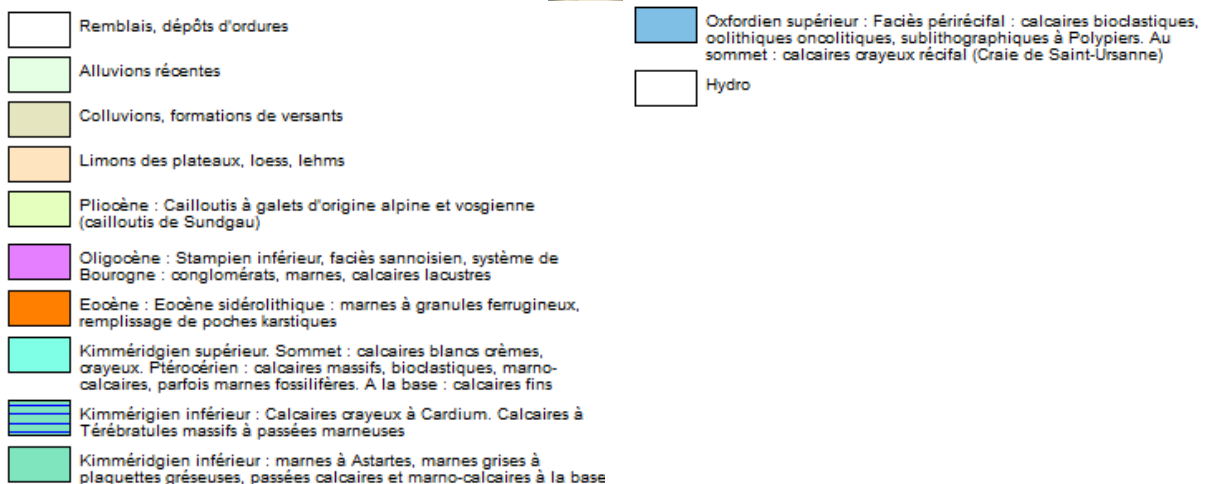 Remblais, dépôts d'ordures
Alluvions récentes
Colluvions, formations de versants
Limons des plateaux, loess, lehms
Pliocène : Cailloutis à galets d'origine alpine et vosgienne
(cailloutis de Sundgau)
Oligocène : Stampien inférieur, faciès sannoisien, système de
Bourogne : conglomérats, marnes, calcaires lacustres
Eocène : Eocène sidérolithique : marnes à granules ferrugineux,
remplissage de poches karstiques
Kimméridgien supérieur. Sommet : calcaires blancs crèmes,
crayeux. Ptérocérien : calcaires massifs, bioclastiques, marno-
calcaires, parfois marnes fossilifères. A la base : calcaires fins
Kimmérigien inférieur : Calcaires crayeux à Cardium. Calcaires à
Térébratules massifs à passées marneuses
Kimméridgien inférieur : marnes à Astartes, marnes grises à
plaquettes gréseuses, passées calcaires et marno-calcaires à la base
Oxfordien supérieur : Faciès périrécifal : calcaires bioclastiques,
oolithiques oncolitiques, sublithographiques à Polypiers. Au
sommet : calcaires crayeux récifal (Craie de Saint-Ursanne)
Hydro